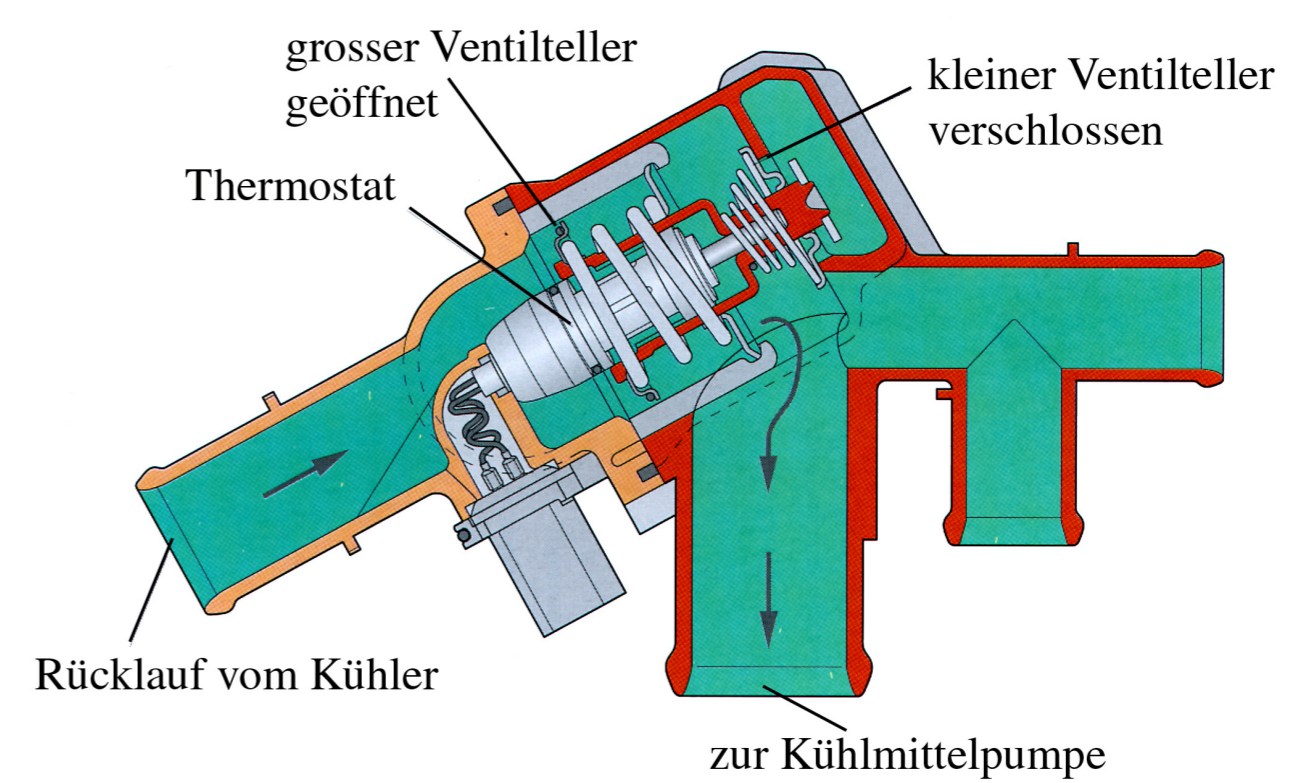 grosser Ventilteller
geöffnet
kleiner Ventilteller
verschlossen
Thermostat
Rücklauf vom Kühler
zur Kühlmittelpumpe